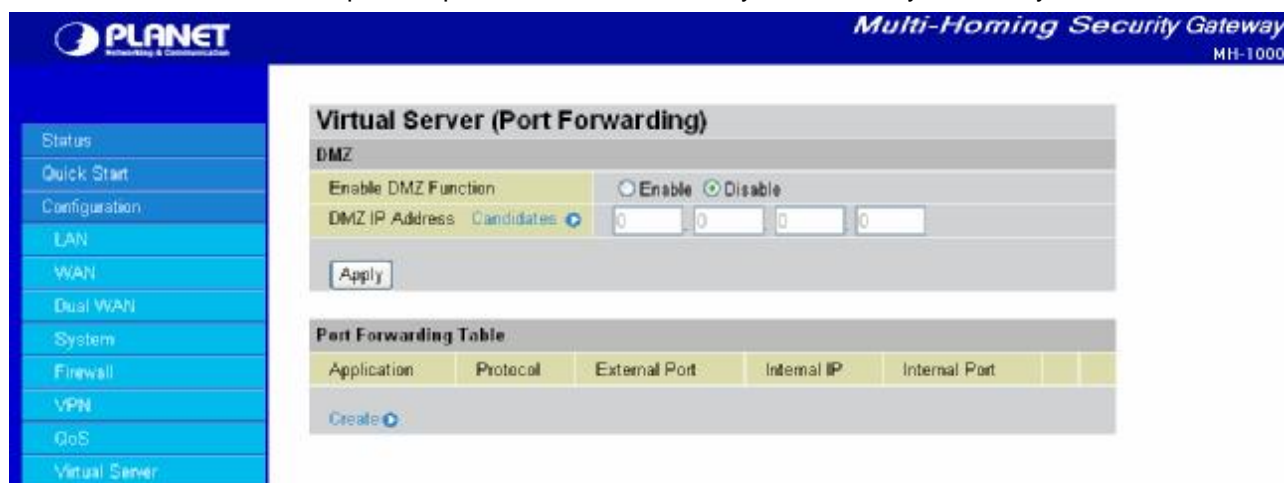 PLANET
Networking & Communication
Multi-Homing Security Gateway
MH-1000
Status
Quick Start
Configuration
LAN
WAN
Dual WAN
System
Firewall
VPN
QoS
Virtual Server
Virtual Server (Port Forwarding)
DMZ
Enable DMZ Function Enable Disable
DMZ IP Address Candidates 0 . 0 . 0 . 0
Apply
Port Forwarding Table
Application Protocol External Port Internal IP Internal Port
Create